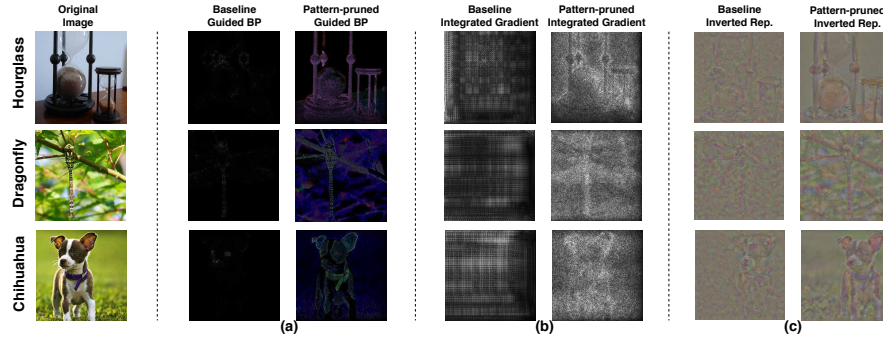 Original
Image
Baseline
Guided BP
Pattern-pruned
Guided BP
Baseline
Integrated Gradient
Pattern-pruned
Integrated Gradient
Baseline
Inverted Rep.
Pattern-pruned
Inverted Rep.
Hourglass
Dragonfly
Chihuahua
(a)
(b)
(c)